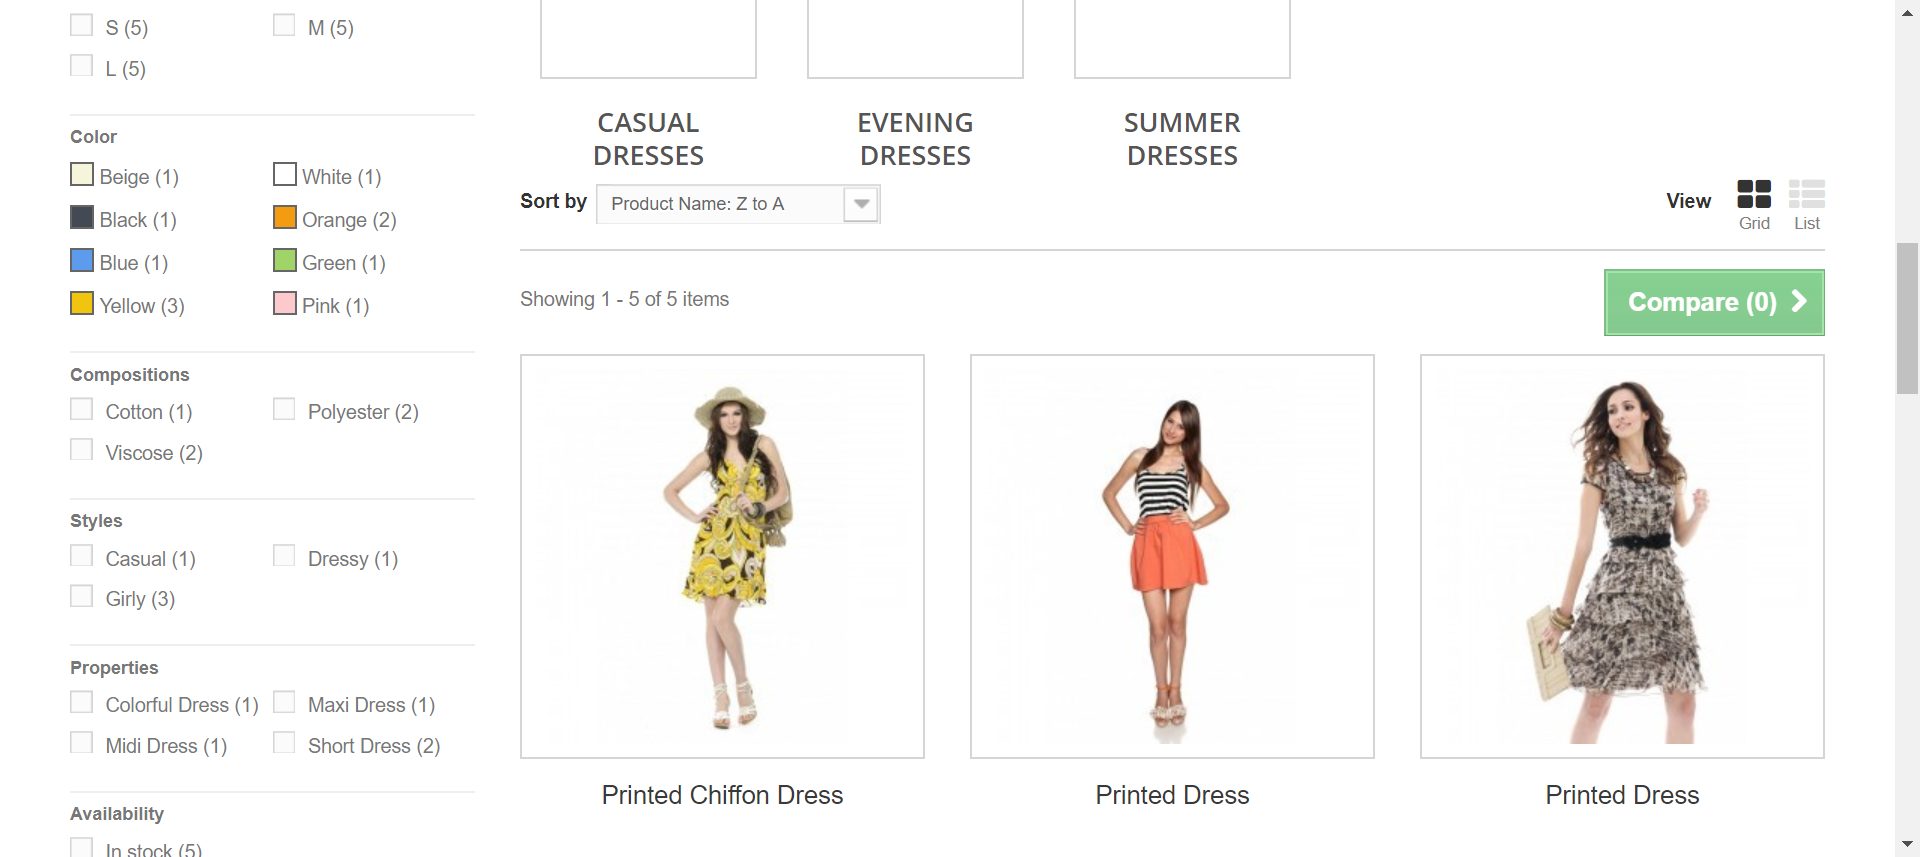 S (5)
M (5)
L (5)
Color
Beige (1)
White (1)
Black (1)
Orange (2)
Blue (1)
Green (1)
Yellow (3)
Pink (1)
Compositions
Cotton (1)
Polyester (2)
Viscose (2)
Styles
Casual (1)
Dressy (1)
Girly (3)
Properties
Colorful Dress (1)
Maxi Dress (1)
Midi Dress (1)
Short Dress (2)
Availability
In stock (5)
CASUAL
DRESSES
EVENING
DRESSES
SUMMER
DRESSES
Sort by
Product Name: Z to A
View
Grid
List
Showing 1 - 5 of 5 items
Compare (0)
Printed Chiffon Dress
Printed Dress
Printed Dress